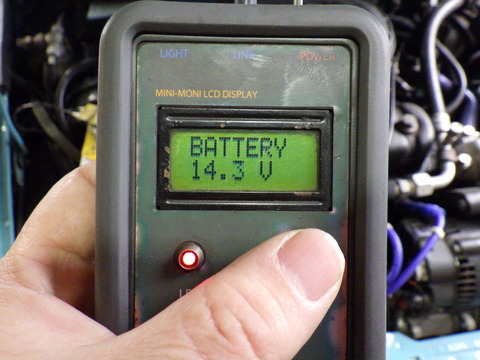 LIGHT LINK POWER
MINI-MONI LCD DISPLAY
BATTERY
14.3 V